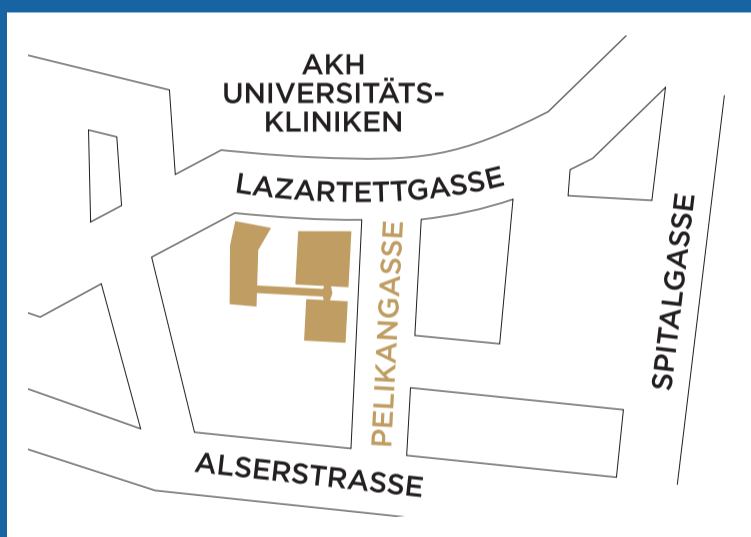 AKH
UNIVERSITÄTS-
KLINIKEN
LAZARTETTGASSE
PELIKANGASSE
SPITALGASSE
ALSERSTRASSE